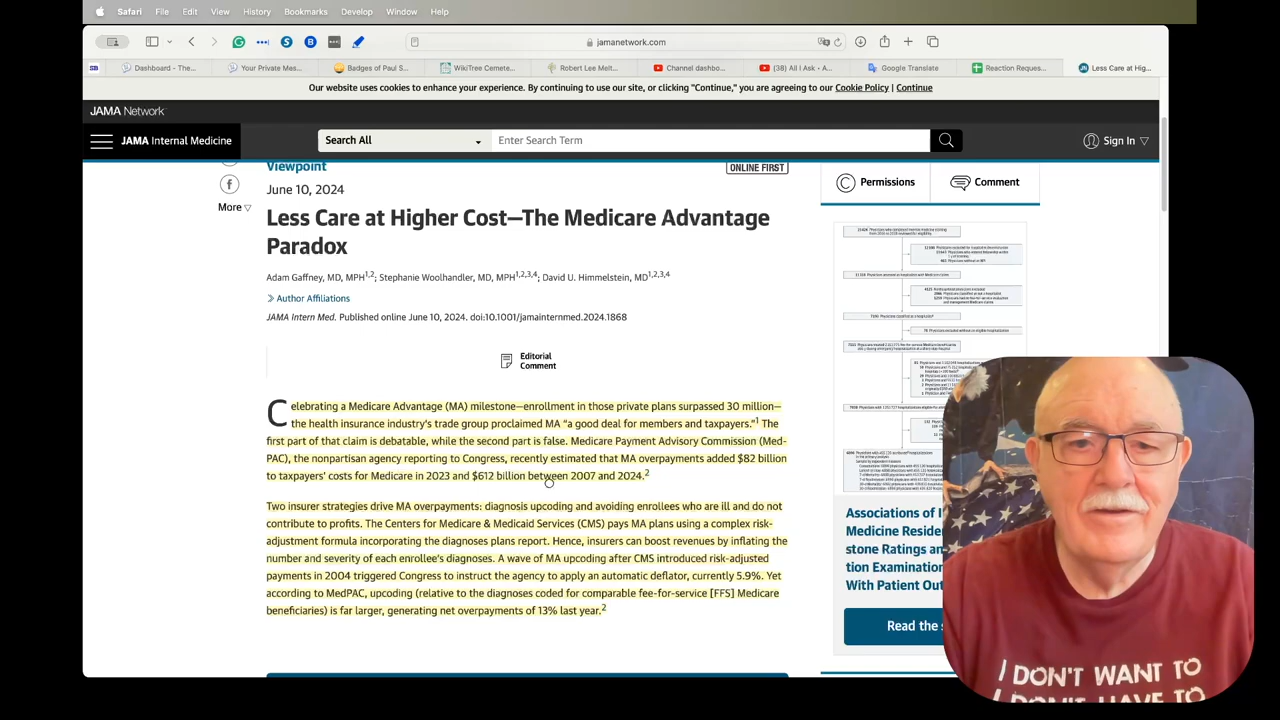 Safari File Edit View History Bookmarks Develop Window Help
jamanetwork.com
SB Dashboard - The... Your Private Mes... Badges of Paul S... WikiTree Cemete... Robert Lee Melt... Channel dashbo... (38) All I Ask • A... Google Translate Reaction Reques... JN Less Care at Hig...
Our website uses cookies to enhance your experience. By continuing to use our site, or clicking "Continue," you are agreeing to our Cookie Policy | Continue
JAMA Network
JAMA Internal Medicine Search All Enter Search Term Sign In
Viewpoint
ONLINE FIRST
June 10, 2024
More
Less Care at Higher Cost—The Medicare Advantage
Paradox
Adam Gaffney, MD, MPH1,2; Stephanie Woolhandler, MD, MPH1,2,3,4; David U. Himmelstein, MD1,2,3,4
Author Affiliations
JAMA Intern Med. Published online June 10, 2024. doi:10.1001/jamainternmed.2024.1868
Editorial
Comment
Celebrating a Medicare Advantage (MA) milestone—enrollment in those private plans surpassed 30 million—
the health insurance industry's trade group proclaimed MA "a good deal for members and taxpayers."1 The
first part of that claim is debatable, while the second part is false. Medicare Payment Advisory Commission (Med-
PAC), the nonpartisan agency reporting to Congress, recently estimated that MA overpayments added $82 billion
to taxpayers' costs for Medicare in 2023 and $612 billion between 2007 and 2024.2
Two insurer strategies drive MA overpayments: diagnosis upcoding and avoiding enrollees who are ill and do not
contribute to profits. The Centers for Medicare & Medicaid Services (CMS) pays MA plans using a complex risk-
adjustment formula incorporating the diagnoses plans report. Hence, insurers can boost revenues by inflating the
number and severity of each enrollee's diagnoses. A wave of MA upcoding after CMS introduced risk-adjusted
payments in 2004 triggered Congress to instruct the agency to apply an automatic deflator, currently 5.9%. Yet
according to MedPAC, upcoding (relative to the diagnoses coded for comparable fee-for-service [FFS] Medicare
beneficiaries) is far larger, generating net overpayments of 13% last year.2
Permissions Comment
Associations of I
Medicine Reside
stone Ratings an
tion Examination
With Patient Out
Read the s
I DON'T WANT TO
I DON'T HAVE TO